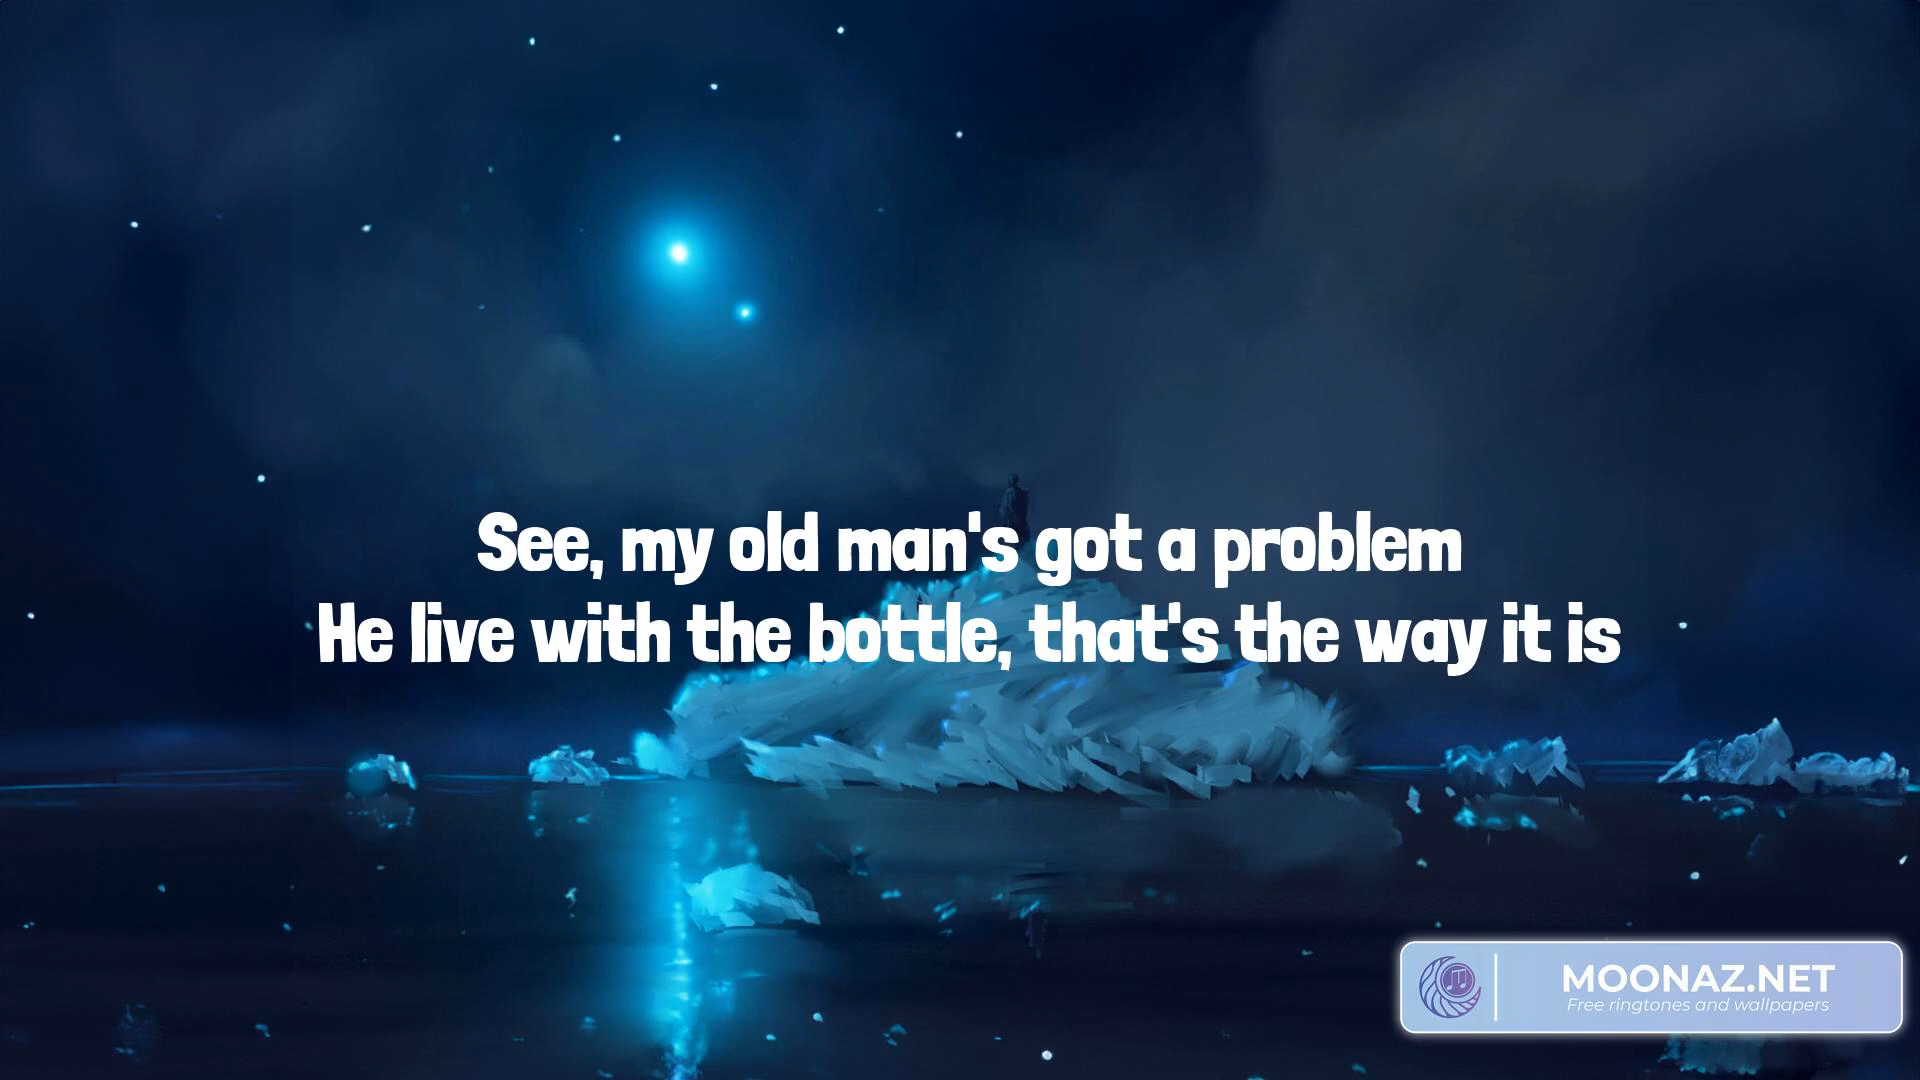 See, my old man's got a problem
He live with the bottle, that's the way it is
MOONAZ.NET
Free ringtones and wallpapers